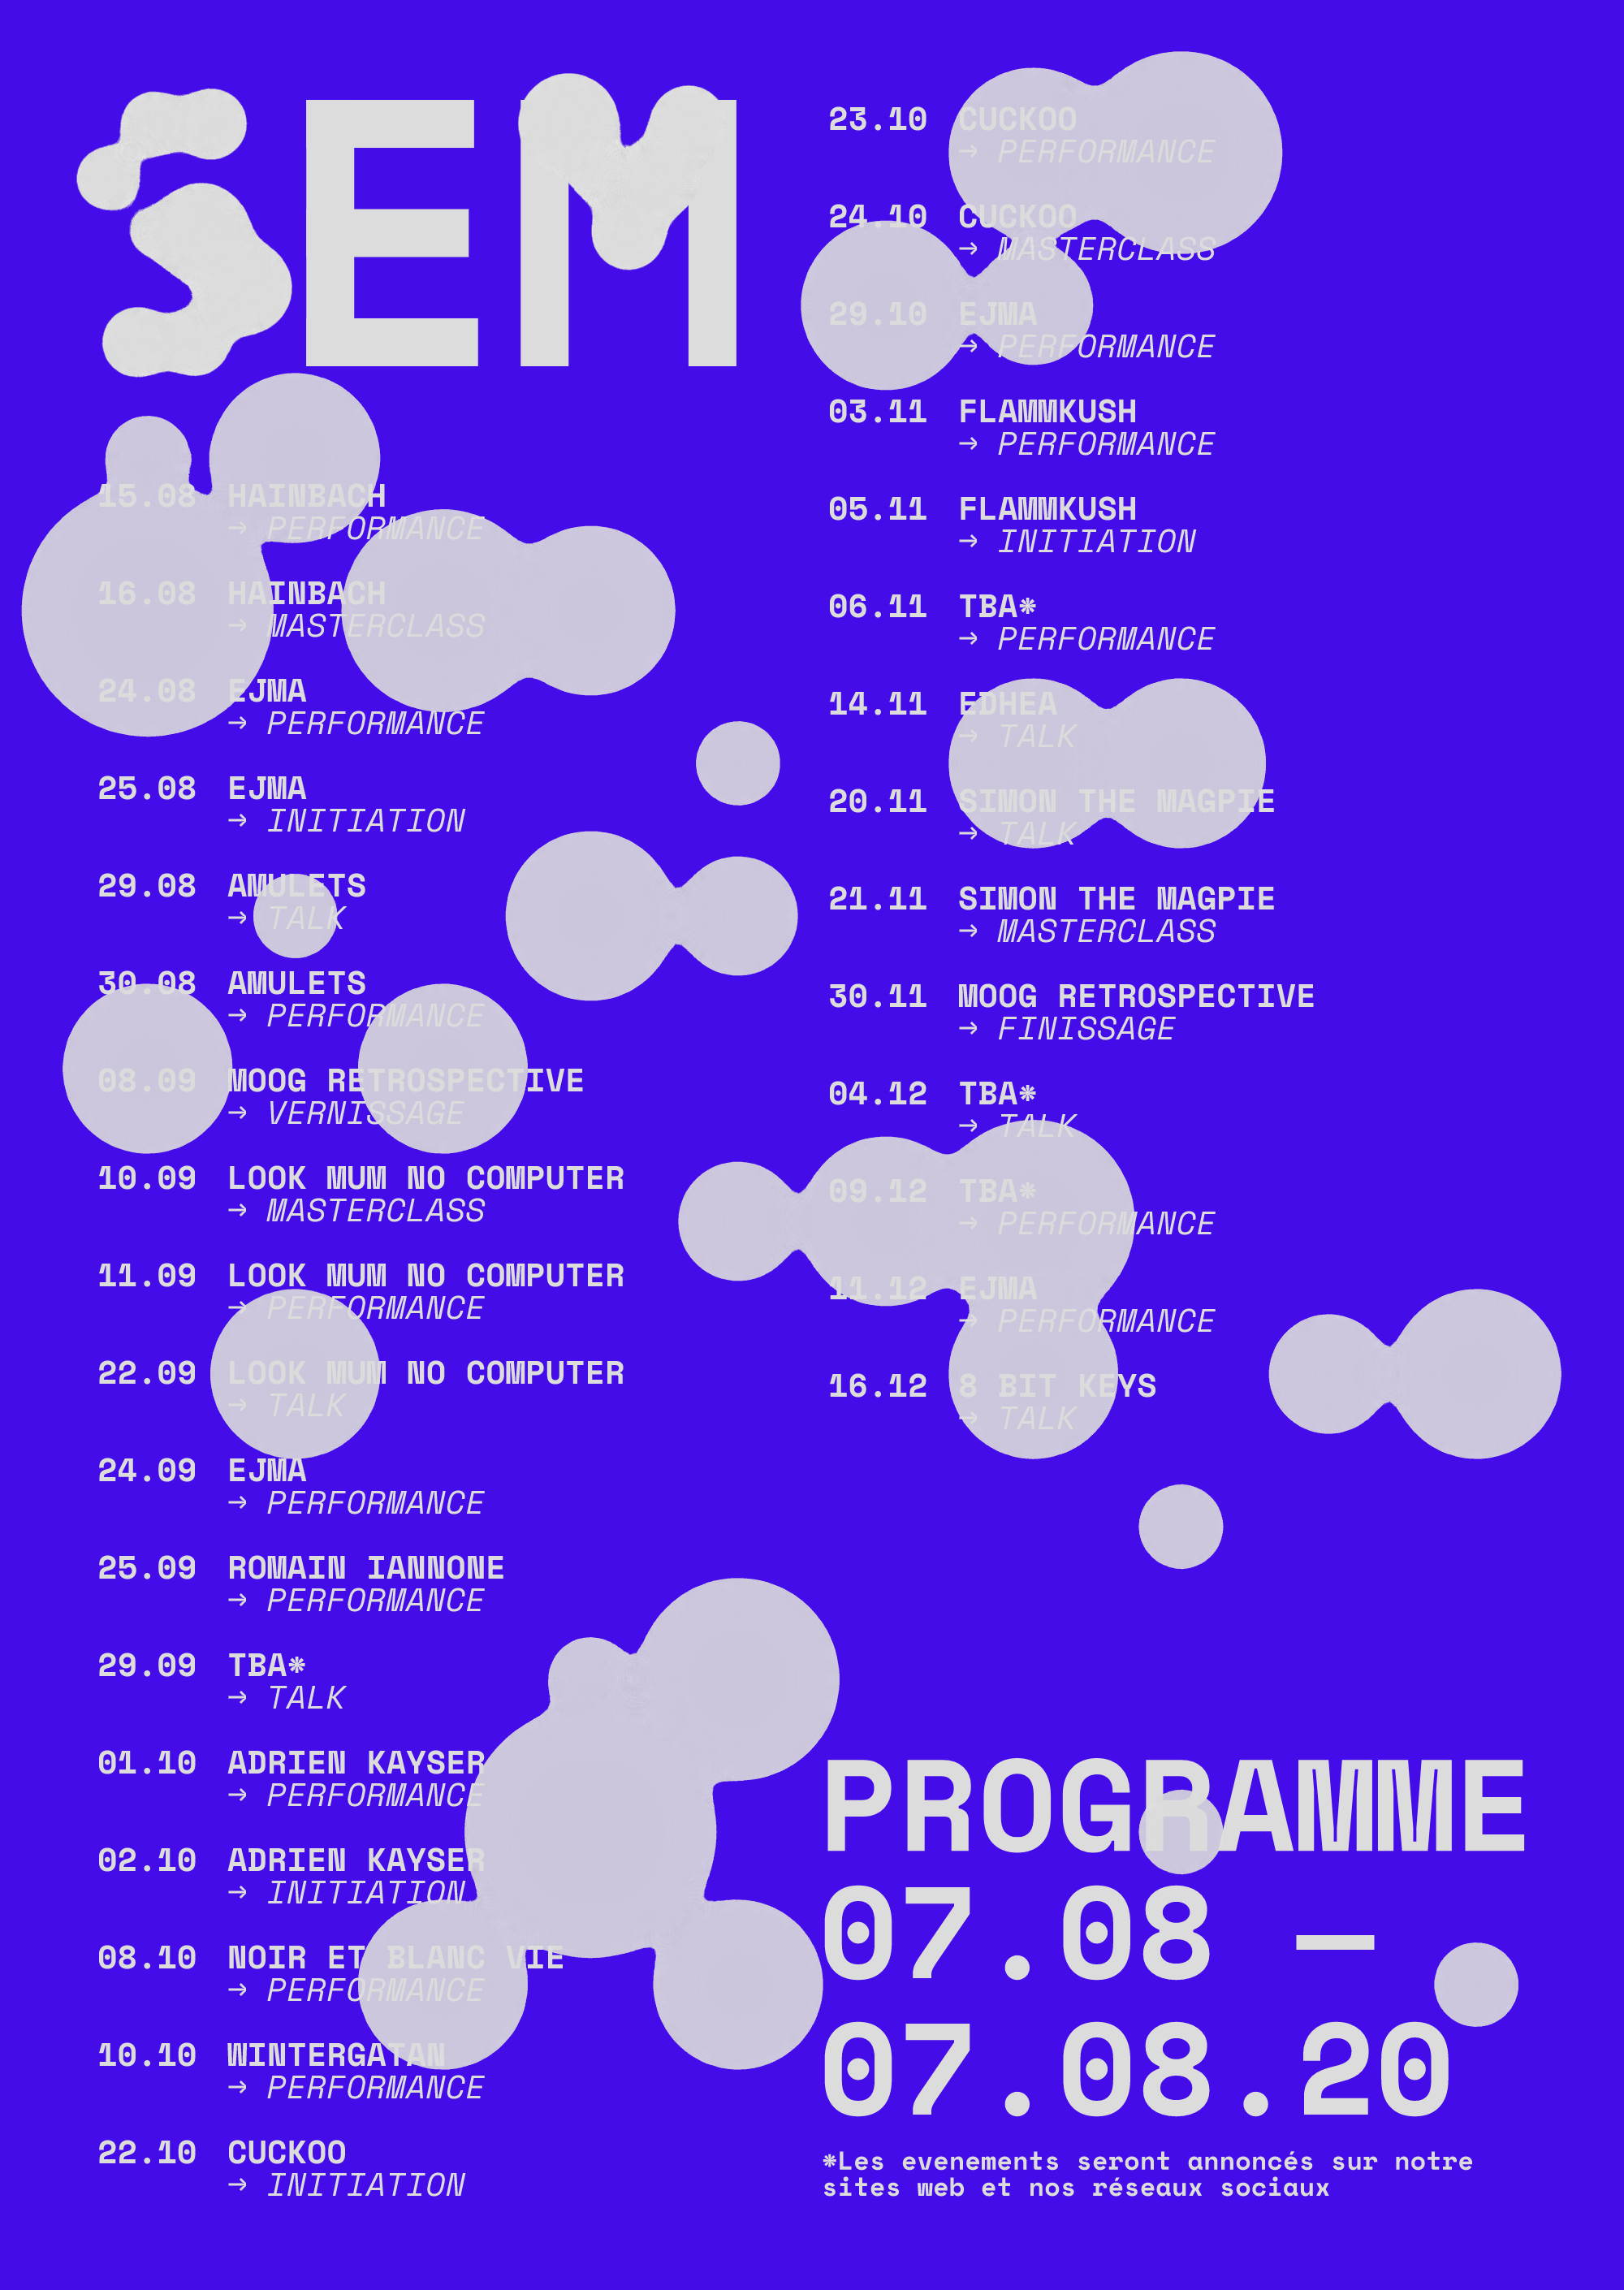 SEM
15.08 HAINBACH
→ PERFORMANCE
16.08 HAINBACH
→ MASTERCLASS
24.08 EJMA
→ PERFORMANCE
25.08 EJMA
→ INITIATION
29.08 AMULETS
→ TALK
30.08 AMULETS
→ PERFORMANCE
08.09 MOOG RETROSPECTIVE
→ VERNISSAGE
10.09 LOOK MUM NO COMPUTER
→ MASTERCLASS
11.09 LOOK MUM NO COMPUTER
→ PERFORMANCE
22.09 LOOK MUM NO COMPUTER
→ TALK
24.09 EJMA
→ PERFORMANCE
25.09 ROMAIN IANNONE
→ PERFORMANCE
29.09 TBA*
→ TALK
01.10 ADRIEN KAYSER
→ PERFORMANCE
02.10 ADRIEN KAYSER
→ INITIATION
08.10 NOIR ET BLANC VIE
→ PERFORMANCE
10.10 WINTERGATAN
→ PERFORMANCE
22.10 CUCKOO
→ INITIATION
23.10 CUCKOO
→ PERFORMANCE
24.10 CUCKOO
→ MASTERCLASS
29.10 EJMA
→ PERFORMANCE
03.11 FLAMMKUSH
→ PERFORMANCE
05.11 FLAMMKUSH
→ INITIATION
06.11 TBA*
→ PERFORMANCE
14.11 EDHEA
→ TALK
20.11 SIMON THE MAGPIE
→ TALK
21.11 SIMON THE MAGPIE
→ MASTERCLASS
30.11 MOOG RETROSPECTIVE
→ FINISSAGE
04.12 TBA*
→ TALK
09.12 TBA*
→ PERFORMANCE
11.12 EJMA
→ PERFORMANCE
16.12 8 BIT KEYS
→ TALK
PROGRAMME
07.08 —
07.08.20
*Les evenements seront annoncés sur notre
sites web et nos réseaux sociaux